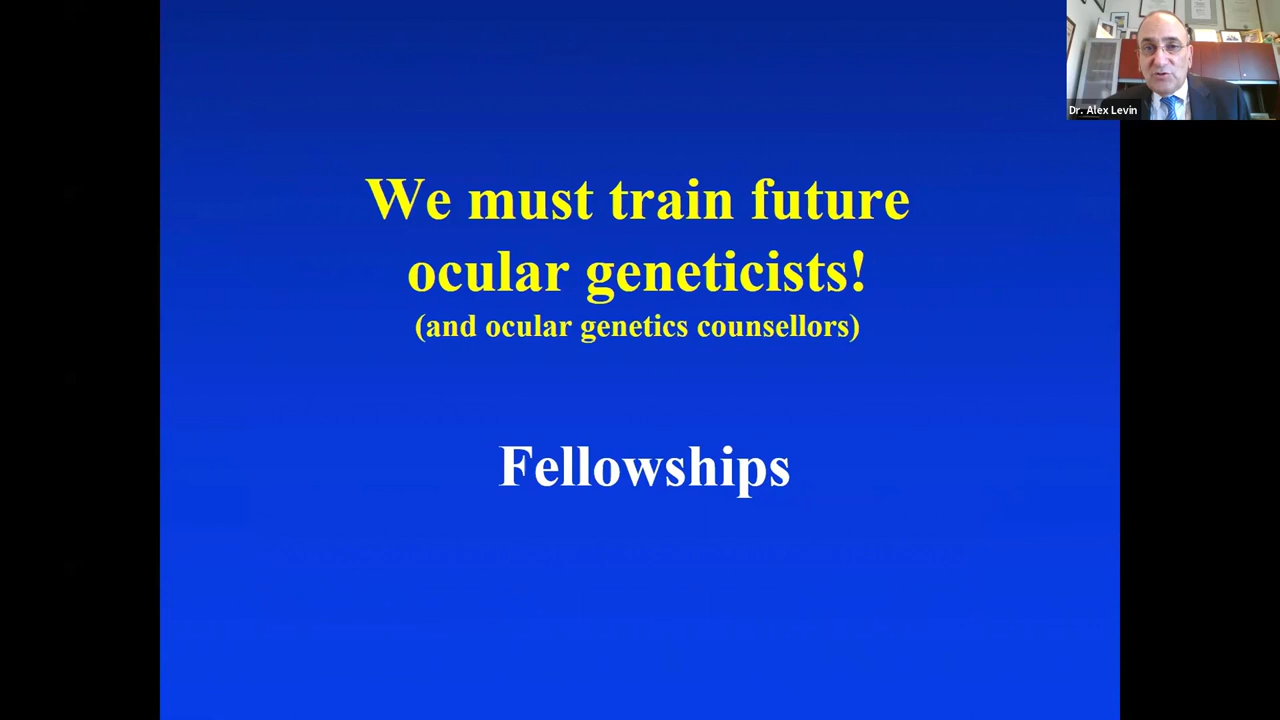 Dr. Alex Levin
We must train future
ocular geneticists!
(and ocular genetics counsellors)
Fellowships